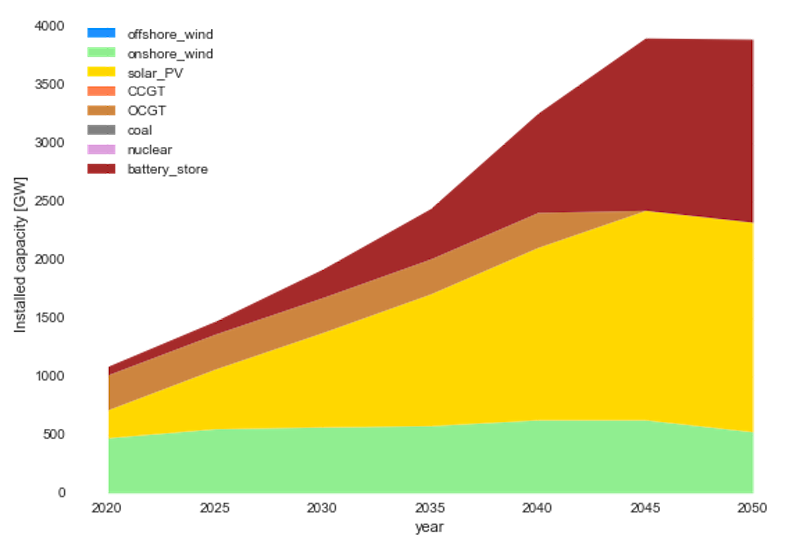 4000
3500
3000
2500
2000
1500
1000
500
0
Installed capacity [GW]
offshore_wind
onshore_wind
solar_PV
CCGT
OCGT
coal
nuclear
battery_store
2020 2025 2030 2035 2040 2045 2050
year